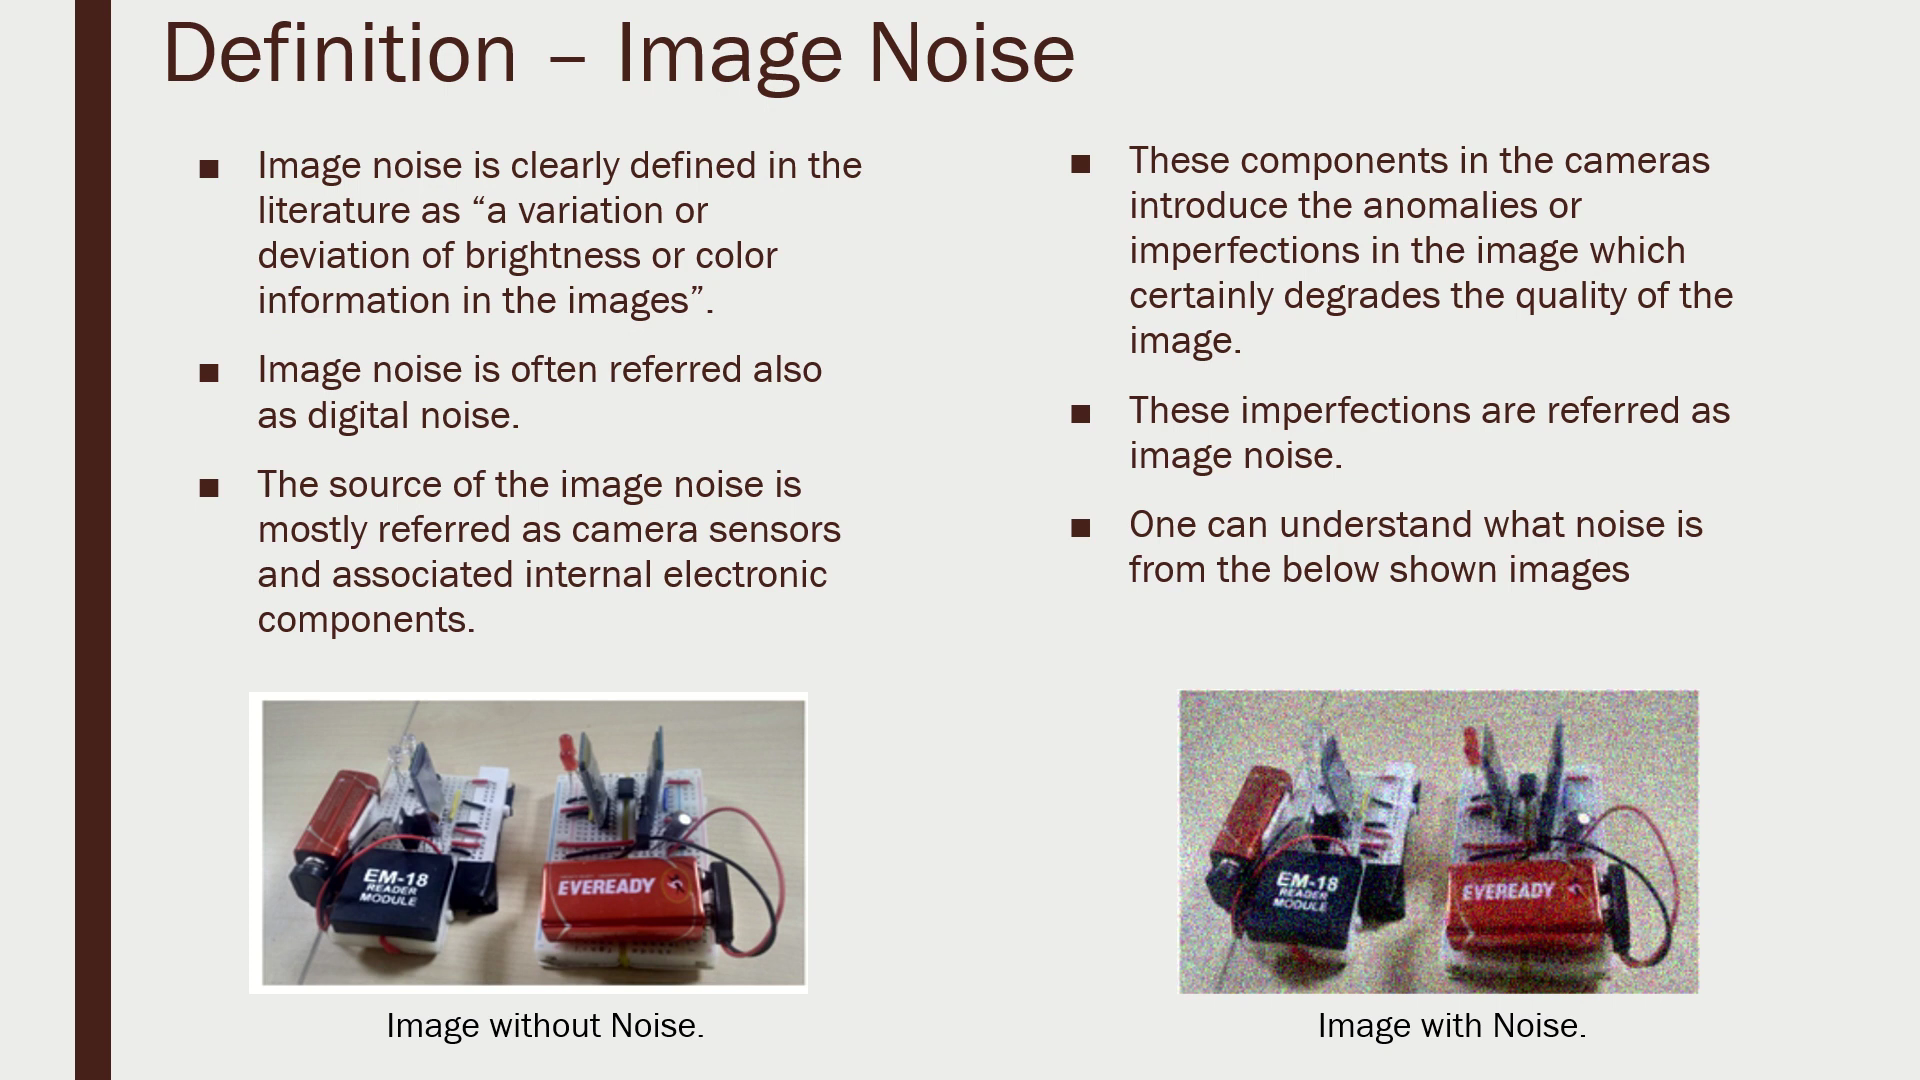 Definition – Image Noise
■ Image noise is clearly defined in the
literature as “a variation or
deviation of brightness or color
information in the images”.
■ Image noise is often referred also
as digital noise.
■ The source of the image noise is
mostly referred as camera sensors
and associated internal electronic
components.
■ These components in the cameras
introduce the anomalies or
imperfections in the image which
certainly degrades the quality of the
image.
■ These imperfections are referred as
image noise.
■ One can understand what noise is
from the below shown images
EM-18
READER
MODULE
EVEREADY
Image without Noise.
EM-18
READER
MODULE
EVEREADY
Image with Noise.